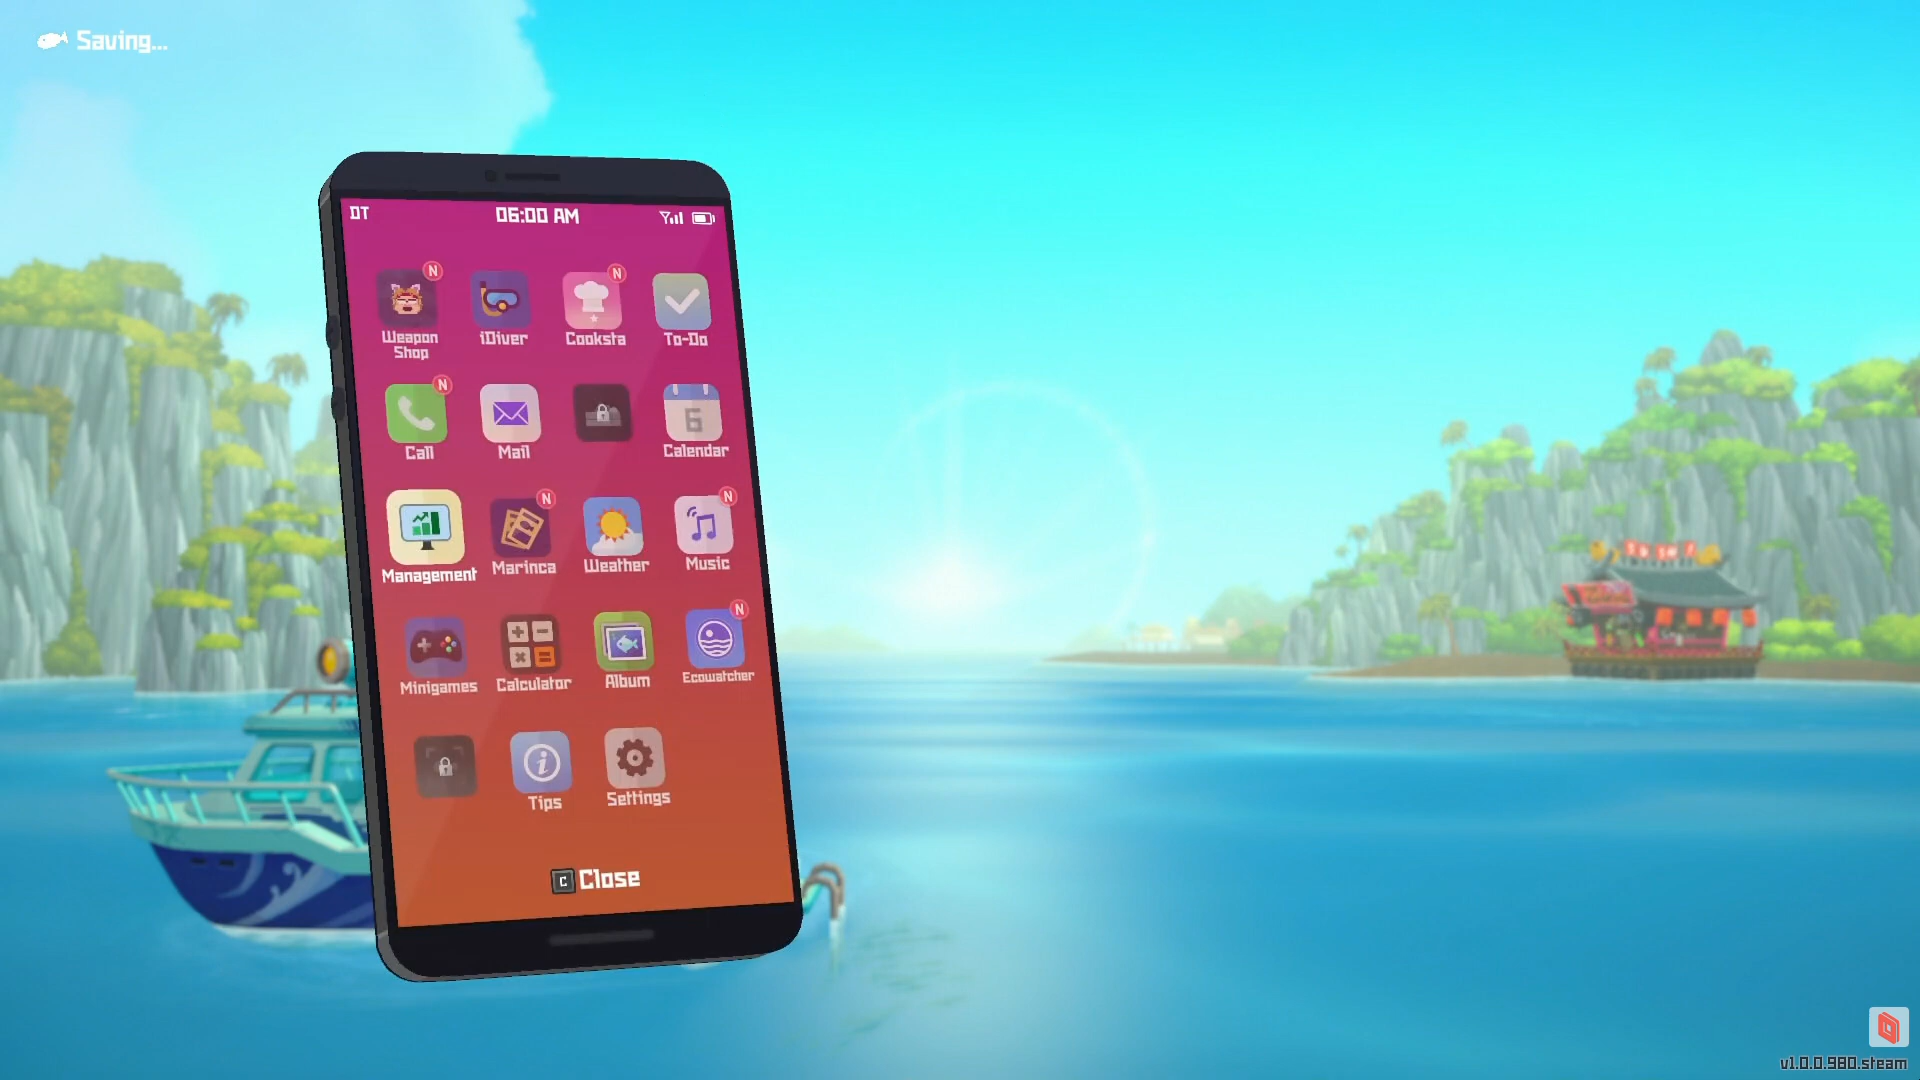 Saving...
DT
06:00 AM
N
N
Weapon
Shop
iDiver
Cooksta
To-Do
N
6
Call
Mail
Calendar
N
N
Management
Marinca
Weather
Music
N
Minigames
Calculator
Album
Ecowatcher
Tips
Settings
C Close
v1.0.0.980.steam